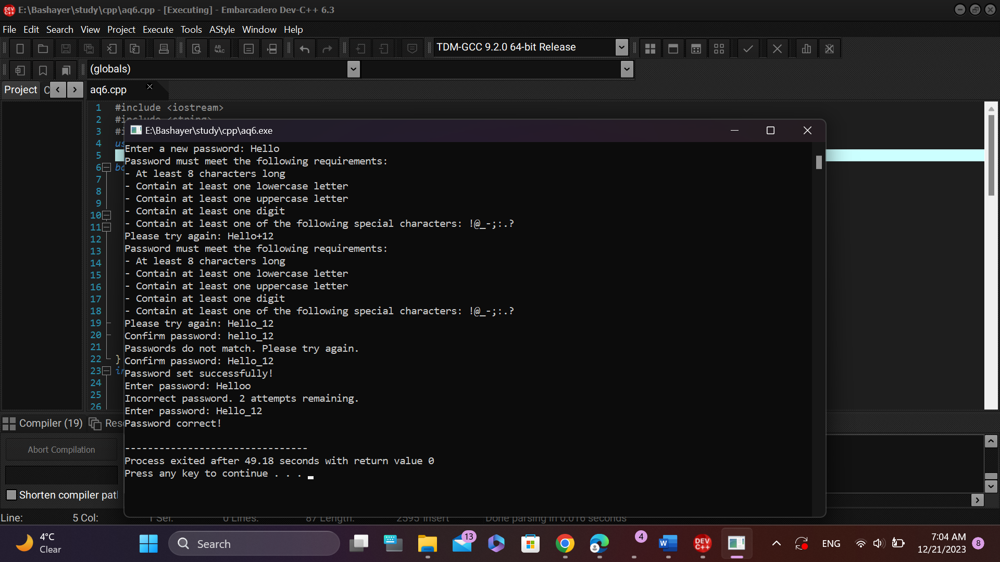 E:\Bashayer\study\cpp\aq6.cpp - [Executing] - Embarcadero Dev-C++ 6.3
File Edit Search View Project Execute Tools AStyle Window Help
TDM-GCC 9.2.0 64-bit Release
(globals)
Project
aq6.cpp
1 #include <iostream>
2 #include <string>
3 #i
4 us
5
6 bo
7
8
9
10
11
12
13
14
15
16
17
18
19
20
21
22 }
23 in
24
25
26
E:\Bashayer\study\cpp\aq6.exe
Enter a new password: Hello
Password must meet the following requirements:
- At least 8 characters long
- Contain at least one lowercase letter
- Contain at least one uppercase letter
- Contain at least one digit
- Contain at least one of the following special characters: !@_-;:.?
Please try again: Hello+12
Password must meet the following requirements:
- At least 8 characters long
- Contain at least one lowercase letter
- Contain at least one uppercase letter
- Contain at least one digit
- Contain at least one of the following special characters: !@_-;:.?
Please try again: Hello_12
Confirm password: hello_12
Passwords do not match. Please try again.
Confirm password: Hello_12
Password set successfully!
Enter password: Helloo
Incorrect password. 2 attempts remaining.
Enter password: Hello_12
Password correct!
--------------------------------
Process exited after 49.18 seconds with return value 0
Press any key to continue . . .
Compiler (19) Reso
Abort Compilation
Shorten compiler pat
Line: 5 Col: 1 Sel: 0 Lines: 87 Length: 2595 Insert Done parsing in 0.016 seconds
4°C
Clear
Search
13
4
ENG
7:04 AM
12/21/2023
8